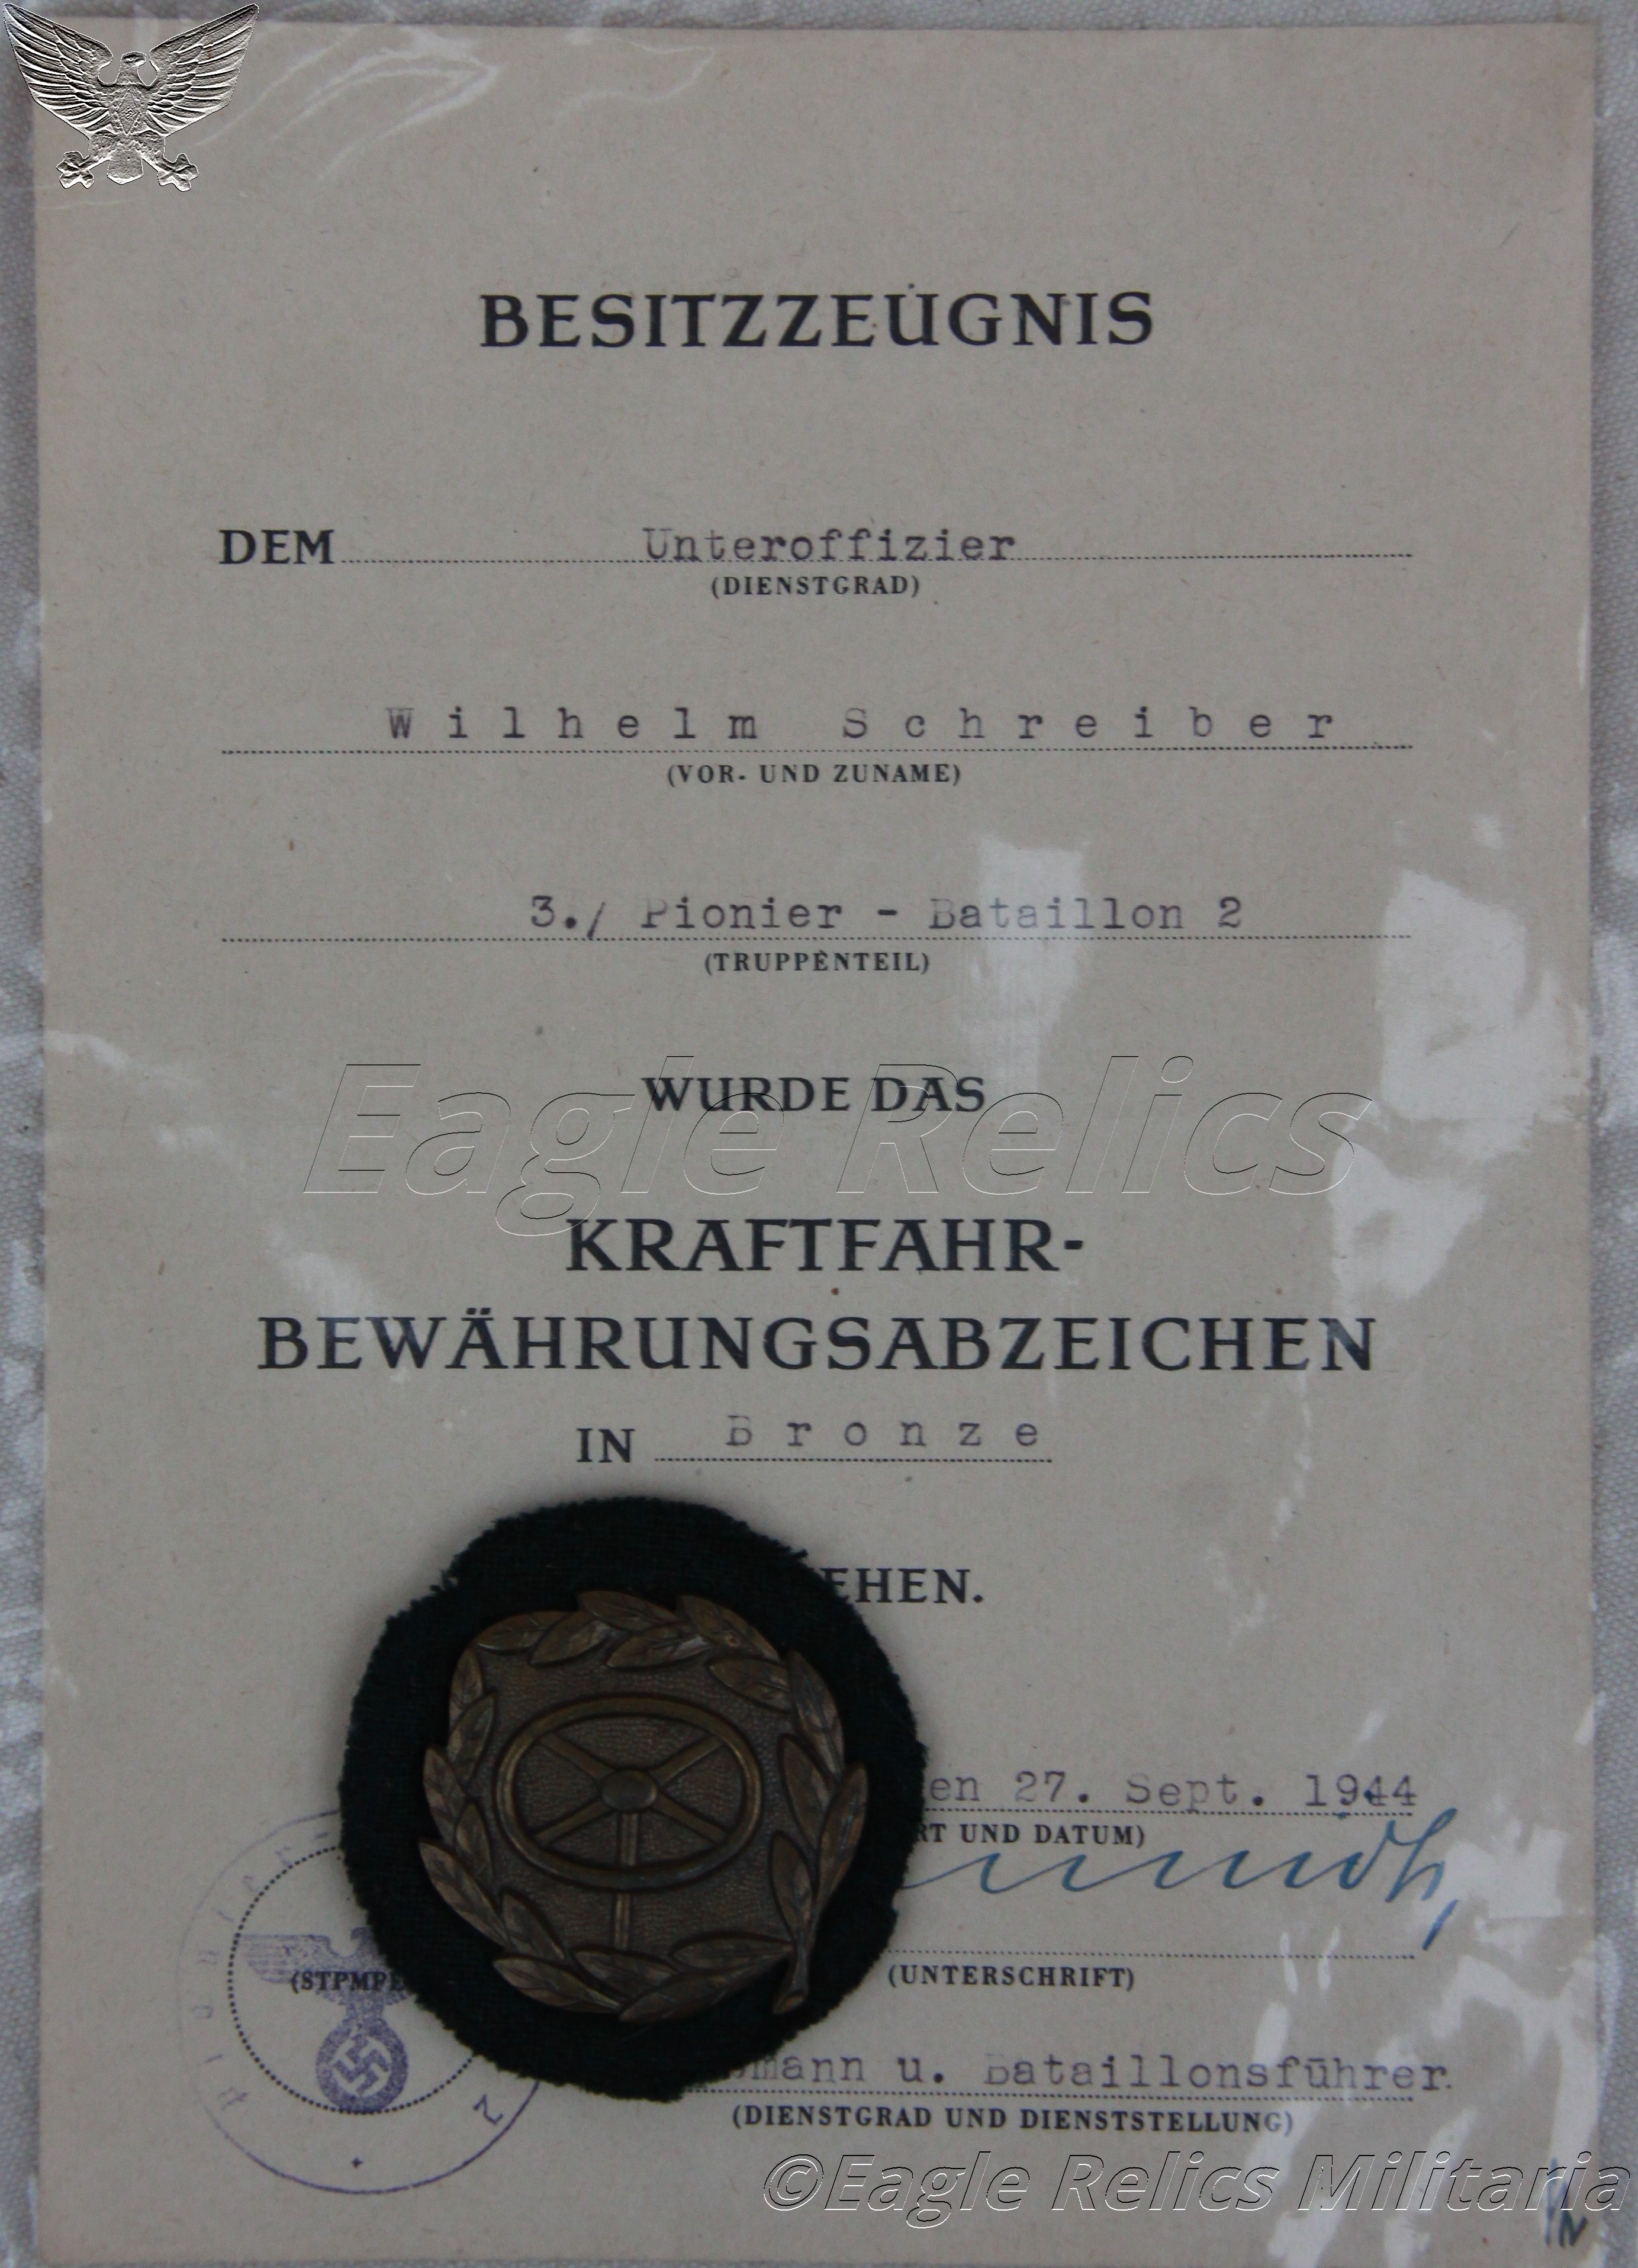 BESITZZEUGNIS
DEM Unteroffizier
(DIENSTGRAD)
Wilhelm Schreiber
(VOR- UND ZUNAME)
3./ Pionier - Bataillon 2
(TRUPPENTEIL)
WURDE DAS
Eagle Relics
KRAFTFAHR-
BEWÄHRUNGSABZEICHEN
IN Bronze
EHEN.
en 27. Sept. 1944
RT UND DATUM)
(STPMPE
(UNTERSCHRIFT)
mann u. Bataillonsführer.
(DIENSTGRAD UND DIENSTSTELLUNG)
2
©Eagle Relics Militaria